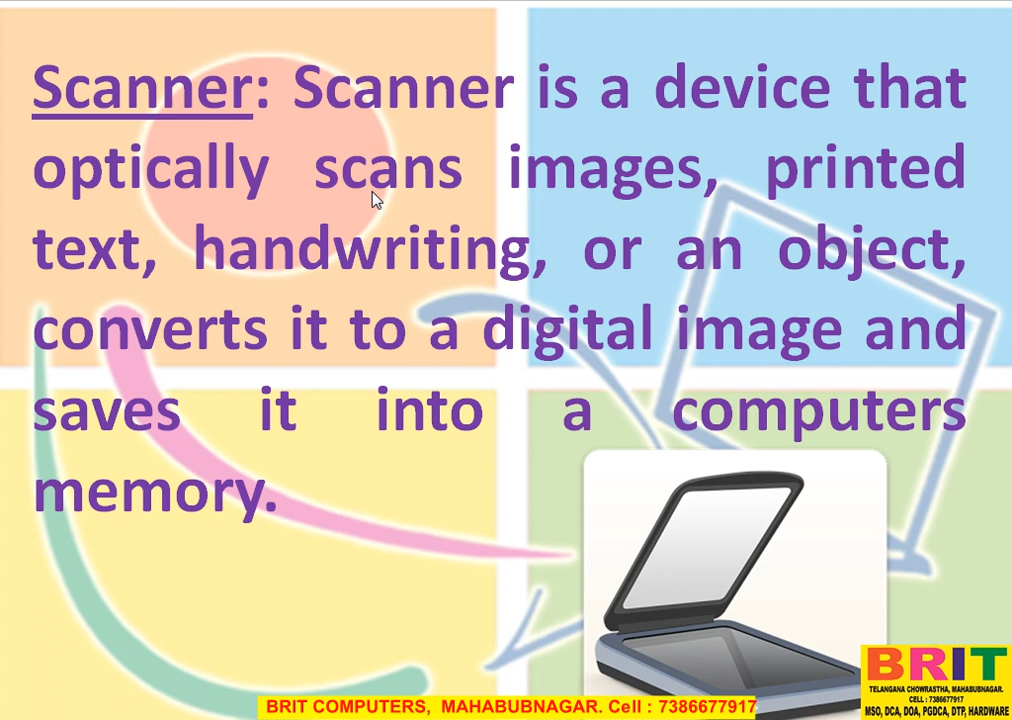 Scanner: Scanner is a device that
optically scans images, printed
text, handwriting, or an object,
converts it to a digital image and
saves it into a computers
memory.
BRIT
TELANGANA CHOWRASTHA, MAHABUBNAGAR.
CELL : 7386677917
MSO, DCA, DOA, PGDCA, DTP, HARDWARE
BRIT COMPUTERS, MAHABUBNAGAR. Cell : 7386677917